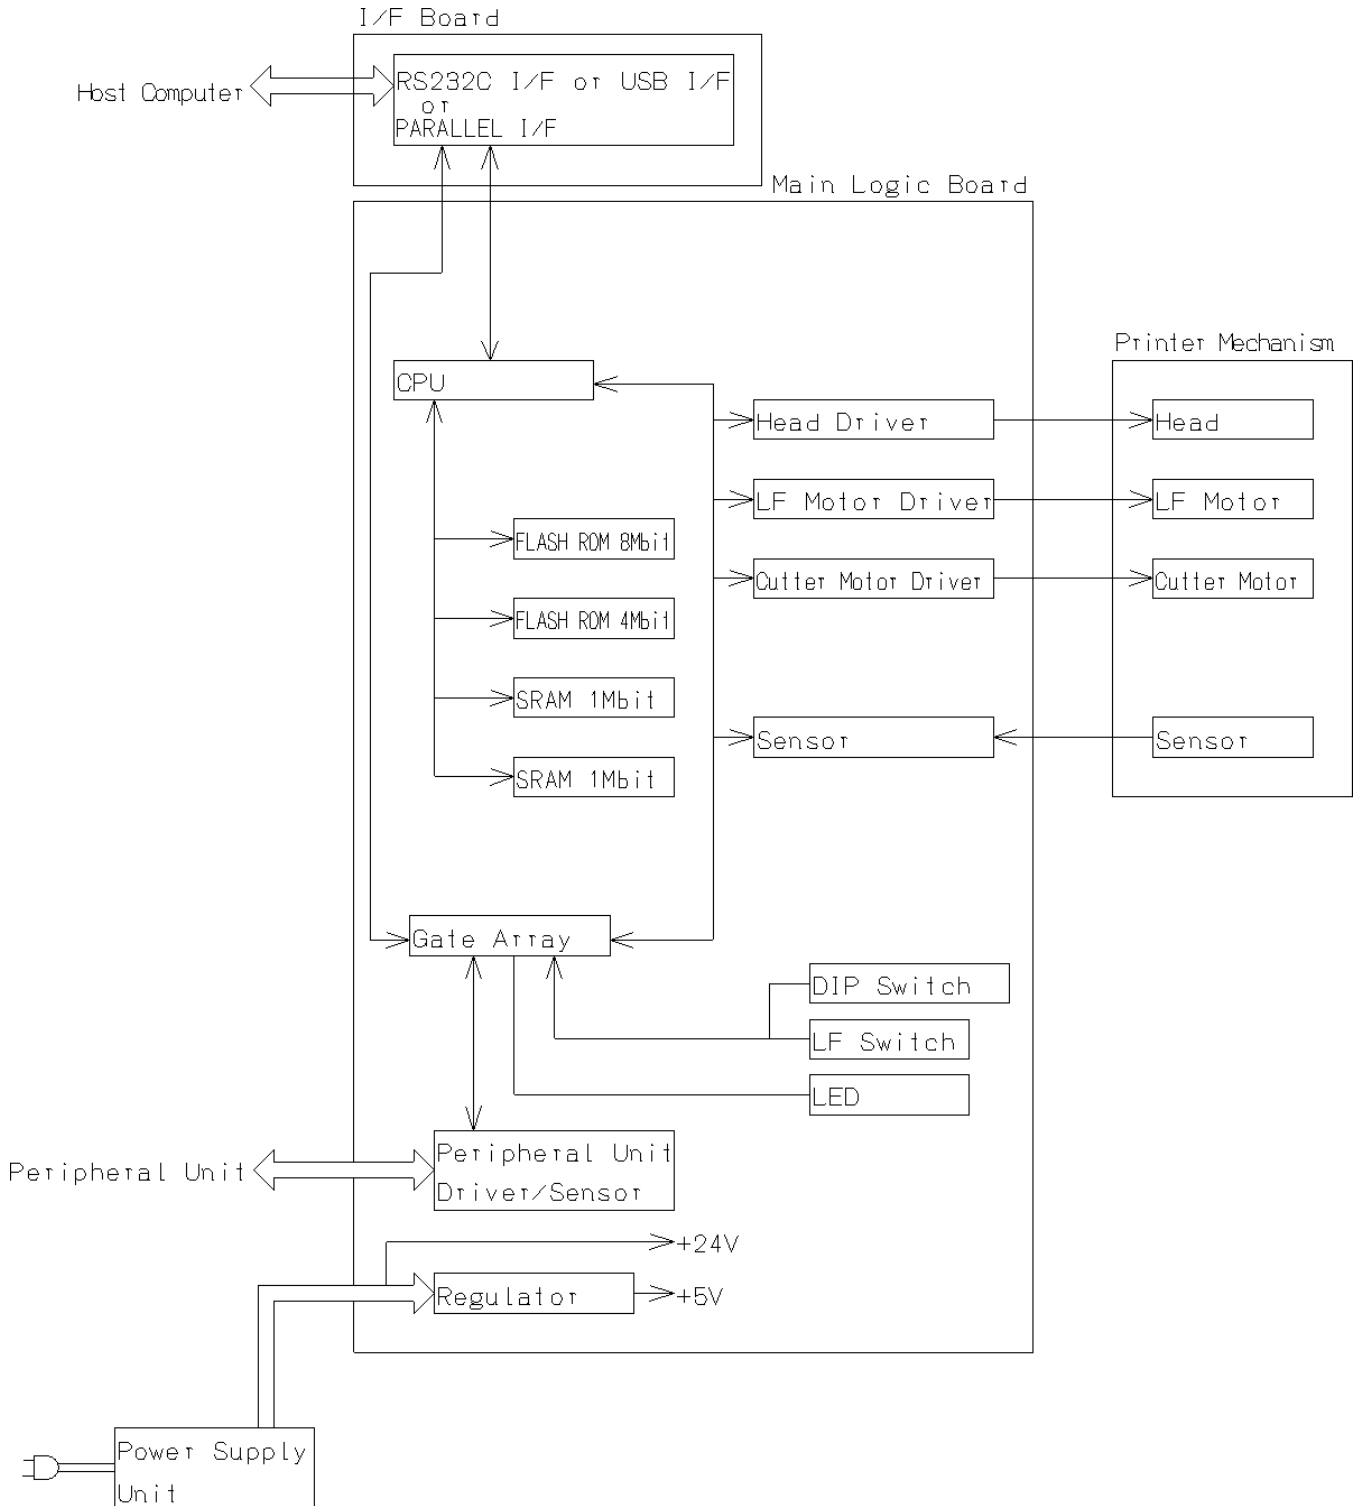 I/F Board
Host Computer
RS232C I/F or USB I/F
or
PARALLEL I/F
Main Logic Board
Printer Mechanism
CPU
Head Driver
Head
LF Motor Driver
LF Motor
FLASH ROM 8Mbit
Cutter Motor Driver
Cutter Motor
FLASH ROM 4Mbit
SRAM 1Mbit
Sensor
Sensor
SRAM 1Mbit
Gate Array
DIP Switch
LF Switch
LED
Peripheral Unit
Peripheral Unit
Driver/Sensor
+24V
Regulator
+5V
Power Supply
Unit